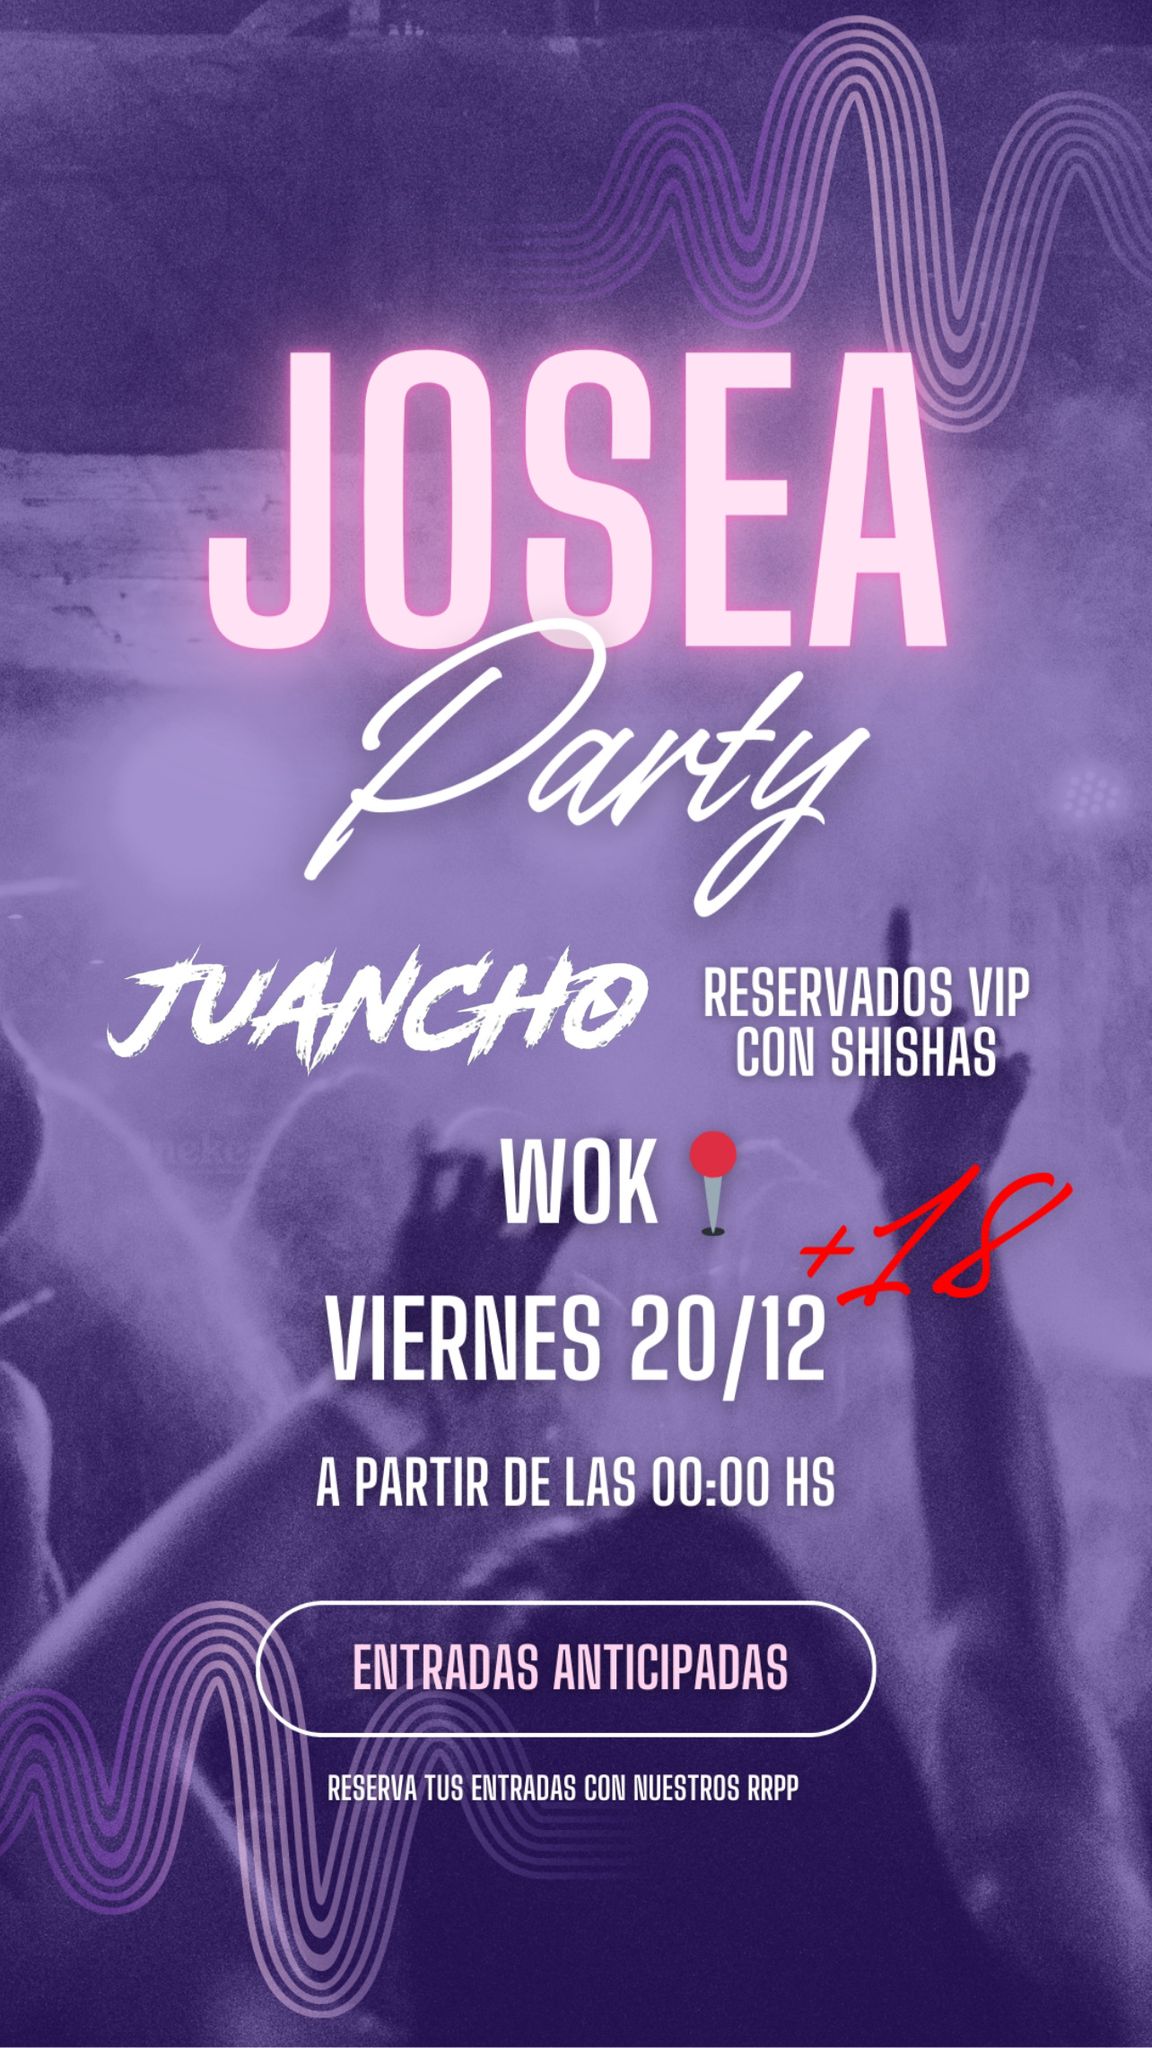 JOSEA
Party
JUANCHO
RESERVADOS VIP
CON SHISHAS
WOK
+18
VIERNES 20/12
A PARTIR DE LAS 00:00 HS
ENTRADAS ANTICIPADAS
RESERVA TUS ENTRADAS CON NUESTROS RRPP